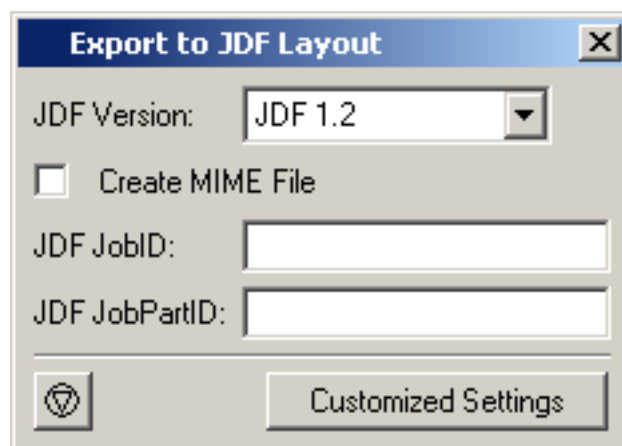 Export to JDF Layout
JDF Version: JDF 1.2
Create MIME File
JDF JobID:
JDF JobPartID:
Customized Settings